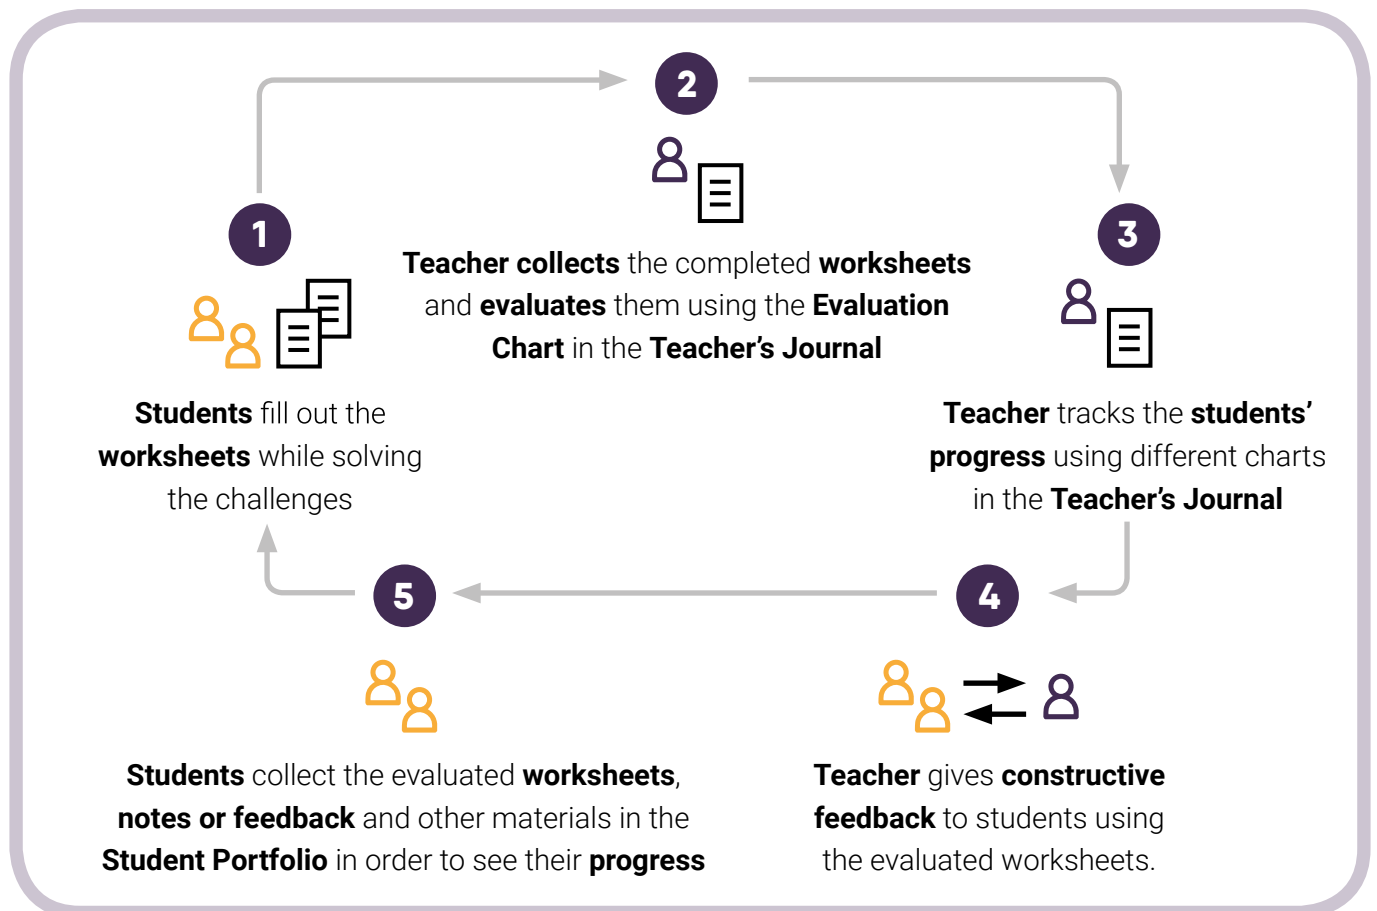 1
Students fill out the
worksheets while solving
the challenges
2
Teacher collects the completed worksheets
and evaluates them using the Evaluation
Chart in the Teacher’s Journal
3
Teacher tracks the students’
progress using different charts
in the Teacher’s Journal
4
Teacher gives constructive
feedback to students using
the evaluated worksheets.
5
Students collect the evaluated worksheets,
notes or feedback and other materials in the
Student Portfolio in order to see their progress